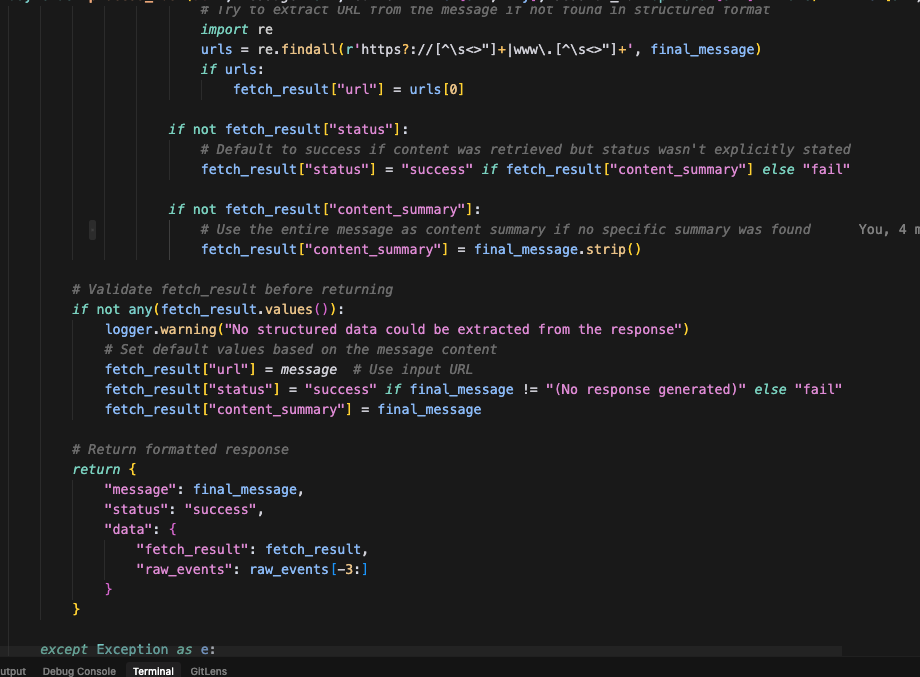 # Try to extract URL from the message if not found in structured format
import re
urls = re.findall(r'https?://[^\s<>"]+|www\.[^\s<>"]+', final_message)
if urls:
fetch_result["url"] = urls[0]
if not fetch_result["status"]:
# Default to success if content was retrieved but status wasn't explicitly stated
fetch_result["status"] = "success" if fetch_result["content_summary"] else "fail"
if not fetch_result["content_summary"]:
# Use the entire message as content summary if no specific summary was found You, 4 m
fetch_result["content_summary"] = final_message.strip()
# Validate fetch_result before returning
if not any(fetch_result.values()):
logger.warning("No structured data could be extracted from the response")
# Set default values based on the message content
fetch_result["url"] = message # Use input URL
fetch_result["status"] = "success" if final_message != "(No response generated)" else "fail"
fetch_result["content_summary"] = final_message
# Return formatted response
return {
"message": final_message,
"status": "success",
"data": {
"fetch_result": fetch_result,
"raw_events": raw_events[-3:]
}
}
except Exception as e:
utput Debug Console Terminal GitLens